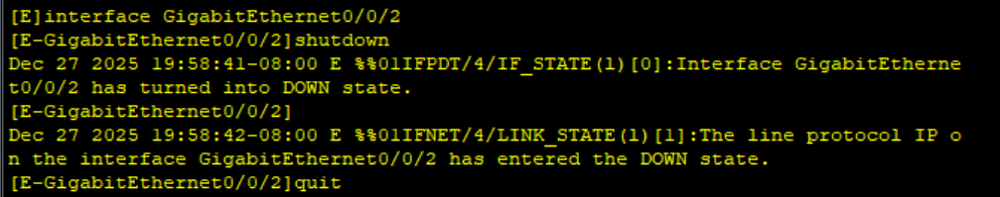 [E]interface GigabitEthernet0/0/2
[E-GigabitEthernet0/0/2]shutdown
Dec 27 2025 19:58:41-08:00 E %%01IFPDT/4/IF_STATE(l)[0]:Interface GigabitEtherne
t0/0/2 has turned into DOWN state.
[E-GigabitEthernet0/0/2]
Dec 27 2025 19:58:42-08:00 E %%01IFNET/4/LINK_STATE(l)[1]:The line protocol IP o
n the interface GigabitEthernet0/0/2 has entered the DOWN state.
[E-GigabitEthernet0/0/2]quit